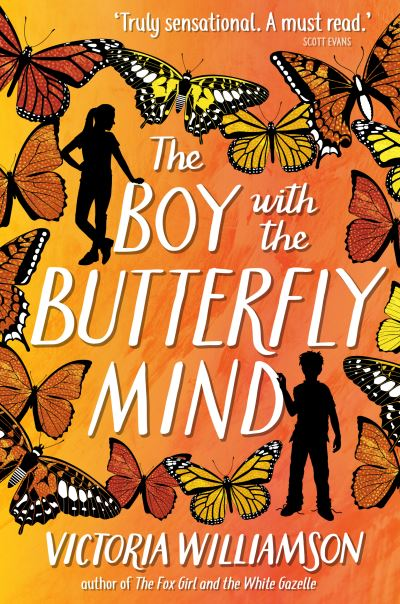 ‘Truly sensational. A must read.’
SCOTT EVANS
The
BOY with
the
BUTTERFLY
MIND
VICTORIA WILLIAMSON
author of The Fox Girl and the White Gazelle